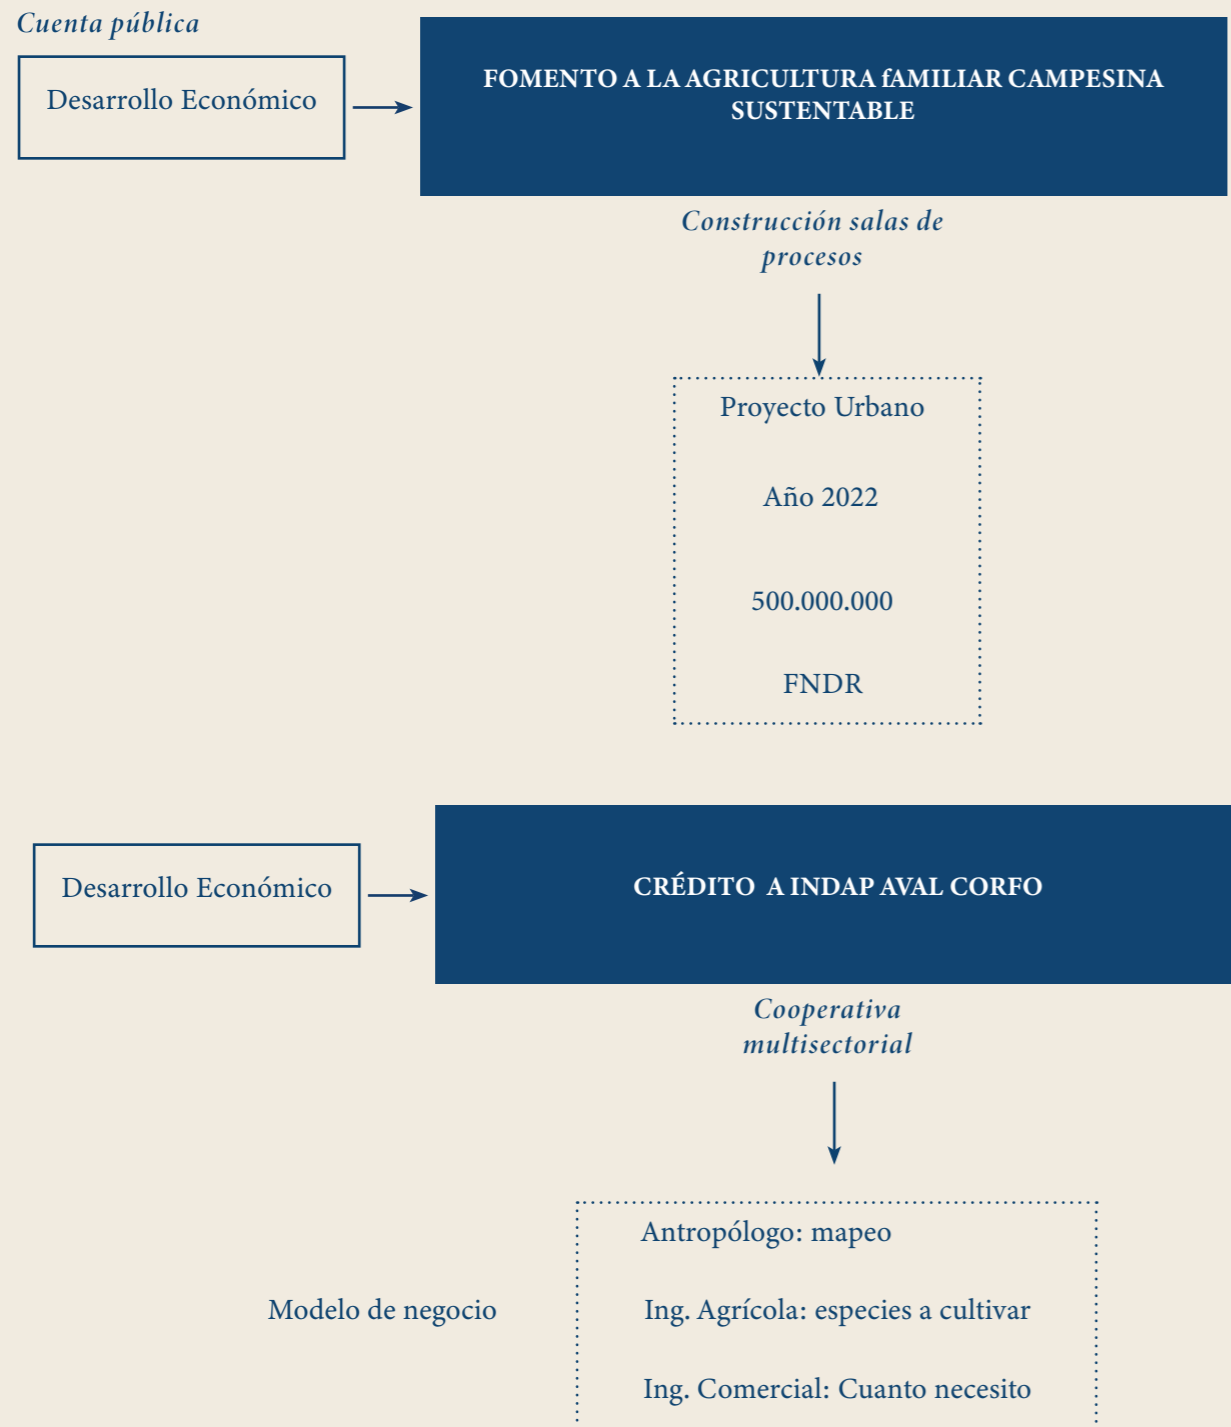 Cuenta pública
Desarrollo Económico
FOMENTO A LA AGRICULTURA fAMILIAR CAMPESINA
SUSTENTABLE
Construcción salas de
procesos
Proyecto Urbano
Año 2022
500.000.000
FNDR
Desarrollo Económico
CRÉDITO  A INDAP AVAL CORFO
Cooperativa
multisectorial
Antropólogo: mapeo
Modelo de negocio
Ing. Agrícola: especies a cultivar
Ing. Comercial: Cuanto necesito